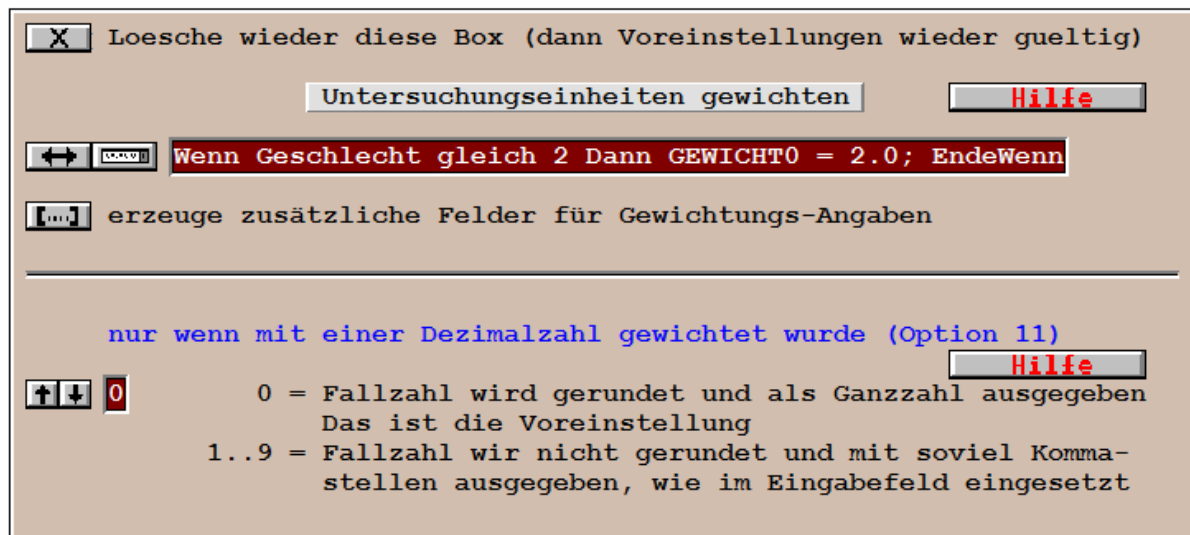 X Loesche wieder diese Box (dann Voreinstellungen wieder gueltig)
Untersuchungseinheiten gewichten Hilfe
Wenn Geschlecht gleich 2 Dann GEWICHT0 = 2.0; EndeWenn
[....] erzeuge zusätzliche Felder für Gewichtungs-Angaben
nur wenn mit einer Dezimalzahl gewichtet wurde (Option 11)
Hilfe
0 0 = Fallzahl wird gerundet und als Ganzzahl ausgegeben
Das ist die Voreinstellung
1..9 = Fallzahl wir nicht gerundet und mit soviel Komma-
stellen ausgegeben, wie im Eingabefeld eingesetzt